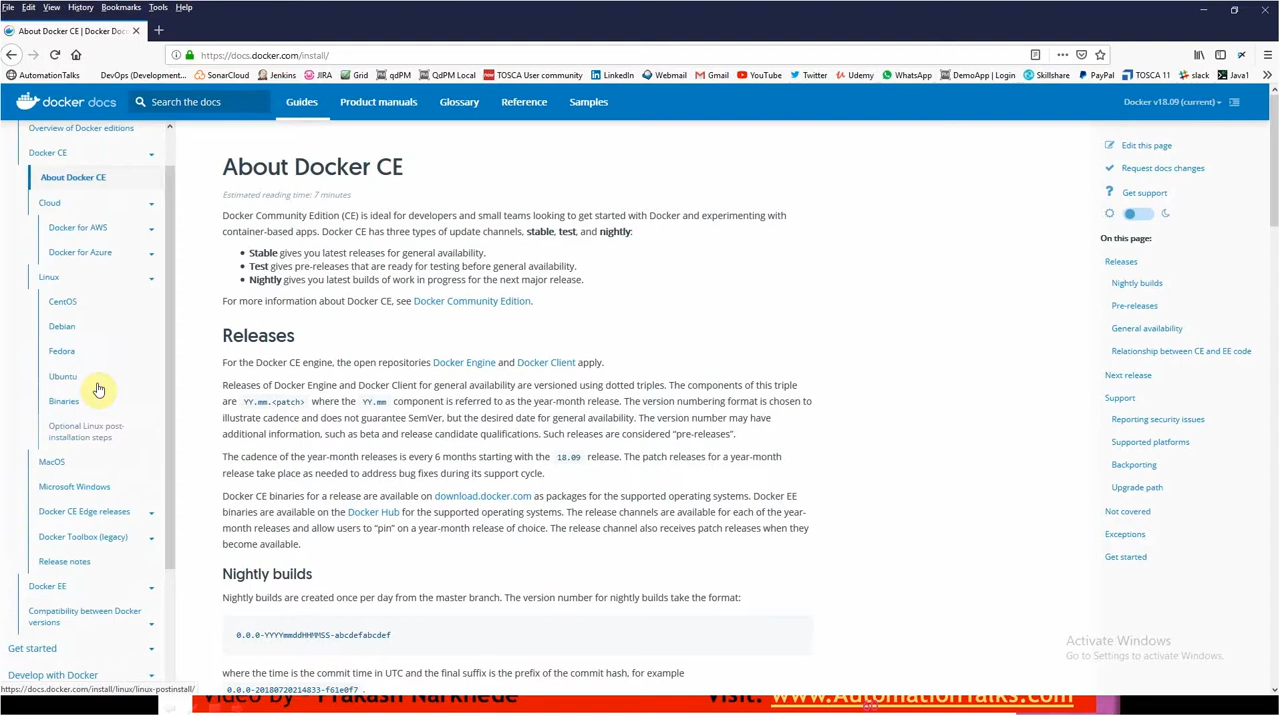 File Edit View History Bookmarks Tools Help
About Docker CE | Docker Doc
https://docs.docker.com/install/
AutomationTalks DevOps (Development... SonarCloud Jenkins JIRA Grid qdPM qdPM Local TOSCA User community LinkedIn Webmail Gmail YouTube Twitter Udemy WhatsApp DemoApp | Login Skillshare PayPal TOSCA 11 slack Java1
docker docs Search the docs Guides Product manuals Glossary Reference Samples Docker v18.09 (current)
Overview of Docker editions
Docker CE
About Docker CE
Cloud
Docker for AWS
Docker for Azure
Linux
CentOS
Debian
Fedora
Ubuntu
Binaries
Optional Linux post-
installation steps
MacOS
Microsoft Windows
Docker CE Edge releases
Docker Toolbox (legacy)
Release notes
Docker EE
Compatibility between Docker
versions
Get started
Develop with Docker
https://docs.docker.com/install/linux/linux-postinstall/
About Docker CE
Estimated reading time: 7 minutes
Docker Community Edition (CE) is ideal for developers and small teams looking to get started with Docker and experimenting with
container-based apps. Docker CE has three types of update channels, stable, test, and nightly:
• Stable gives you latest releases for general availability.
• Test gives pre-releases that are ready for testing before general availability.
• Nightly gives you latest builds of work in progress for the next major release.
For more information about Docker CE, see Docker Community Edition.
Releases
For the Docker CE engine, the open repositories Docker Engine and Docker Client apply.
Releases of Docker Engine and Docker Client for general availability are versioned using dotted triples. The components of this triple
are YY.mm.<patch> where the YY.mm component is referred to as the year-month release. The version numbering format is chosen to
illustrate cadence and does not guarantee SemVer, but the desired date for general availability. The version number may have
additional information, such as beta and release candidate qualifications. Such releases are considered “pre-releases”.
The cadence of the year-month releases is every 6 months starting with the 18.09 release. The patch releases for a year-month
release take place as needed to address bug fixes during its support cycle.
Docker CE binaries for a release are available on download.docker.com as packages for the supported operating systems. Docker EE
binaries are available on the Docker Hub for the supported operating systems. The release channels are available for each of the year-
month releases and allow users to “pin” on a year-month release of choice. The release channel also receives patch releases when they
become available.
Nightly builds
Nightly builds are created once per day from the master branch. The version number for nightly builds take the format:
0.0.0-YYYYmmddHHMMSS-abcdefabcdef
where the time is the commit time in UTC and the final suffix is the prefix of the commit hash, for example
0.0.0-20180720214833-f61e0f7 .
Edit this page
Request docs changes
Get support
On this page:
Releases
Nightly builds
Pre-releases
General availability
Relationship between CE and EE code
Next release
Support
Reporting security issues
Supported platforms
Backporting
Upgrade path
Not covered
Exceptions
Get started
Activate Windows
Go to Settings to activate Windows.
Video by Prakash Narkhede Visit: www.AutomationTalks.com